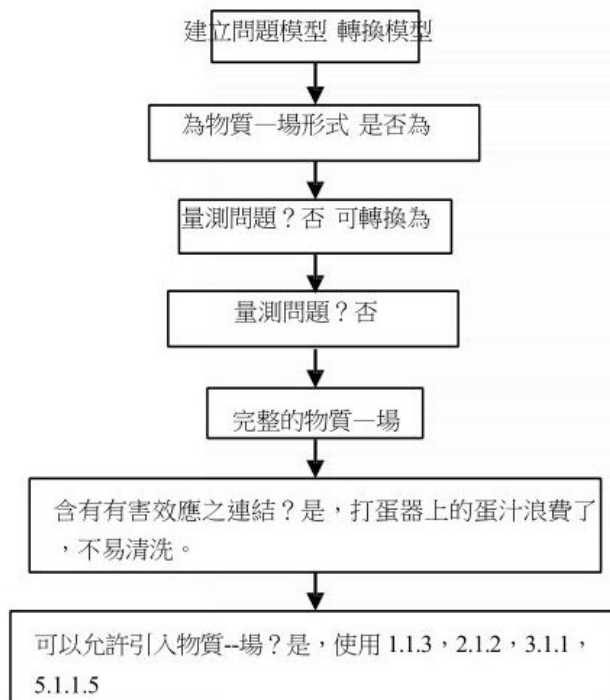 建立問題模型 轉換模型
為物質—場形式 是否為
量測問題？否 可轉換為
量測問題？否
完整的物質—場
含有有害效應之連結？是，打蛋器上的蛋汁浪費了
，不易清洗。
可以允許引入物質--場？是，使用 1.1.3，2.1.2，3.1.1，
5.1.1.5